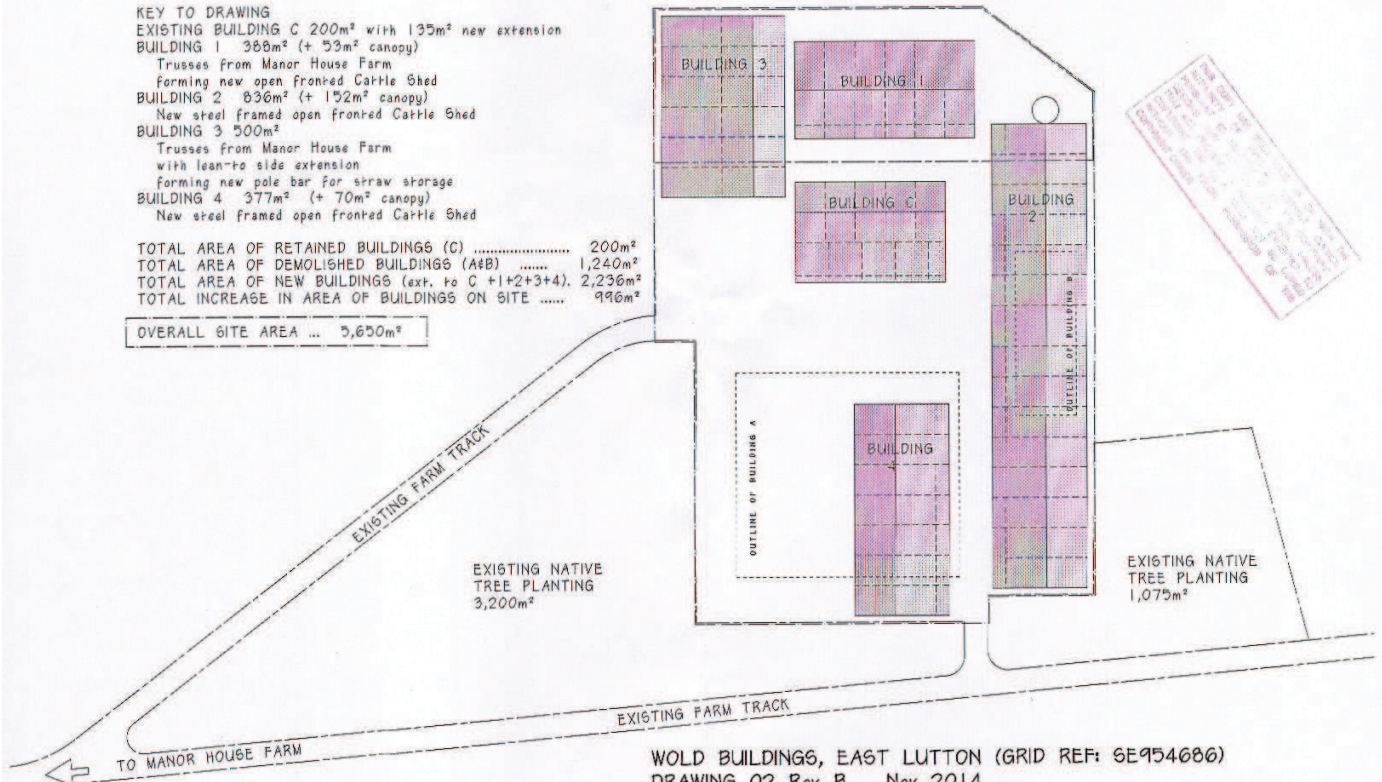 KEY TO DRAWING
EXISTING BUILDING C 200m² with 135m² new extension
BUILDING 1 388m² (+ 53m² canopy)
Trusses from Manor House Farm
forming new open fronted Cattle Shed
BUILDING 2 836m² (+ 152m² canopy)
New steel framed open fronted Cattle Shed
BUILDING 3 500m²
Trusses from Manor House Farm
with lean-to side extension
forming new pole bar for straw storage
BUILDING 4 377m² (+ 70m² canopy)
New steel framed open fronted Cattle Shed
TOTAL AREA OF RETAINED BUILDINGS (C) ...................... 200m²
TOTAL AREA OF DEMOLISHED BUILDINGS (A&B) ...... 1,240m²
TOTAL AREA OF NEW BUILDINGS (ext. to C +1+2+3+4). 2,236m²
TOTAL INCREASE IN AREA OF BUILDINGS ON SITE ..... 996m²
OVERALL SITE AREA ... 5,650m²
BUILDING 3
BUILDING 1
BUILDING C
BUILDING
2
OUTLINE OF BUILDING B
OUTLINE OF BUILDING A
BUILDING
4
EXISTING FARM TRACK
EXISTING NATIVE
TREE PLANTING
3,200m²
EXISTING NATIVE
TREE PLANTING
1,075m²
EXISTING FARM TRACK
TO MANOR HOUSE FARM
WOLD BUILDINGS, EAST LUTTON (GRID REF: SE954686)
DRAWING 02 Rev B Nov 2014